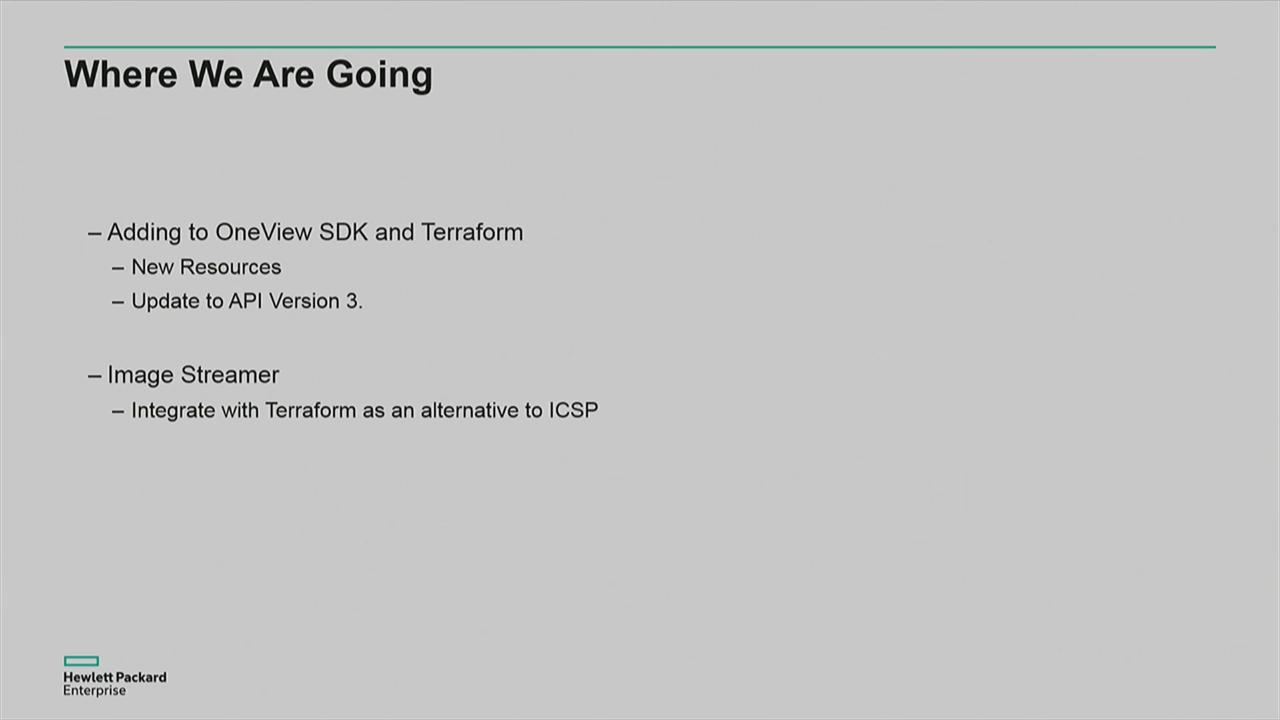 Where We Are Going
– Adding to OneView SDK and Terraform
– New Resources
– Update to API Version 3.
– Image Streamer
– Integrate with Terraform as an alternative to ICSP
Hewlett Packard
Enterprise